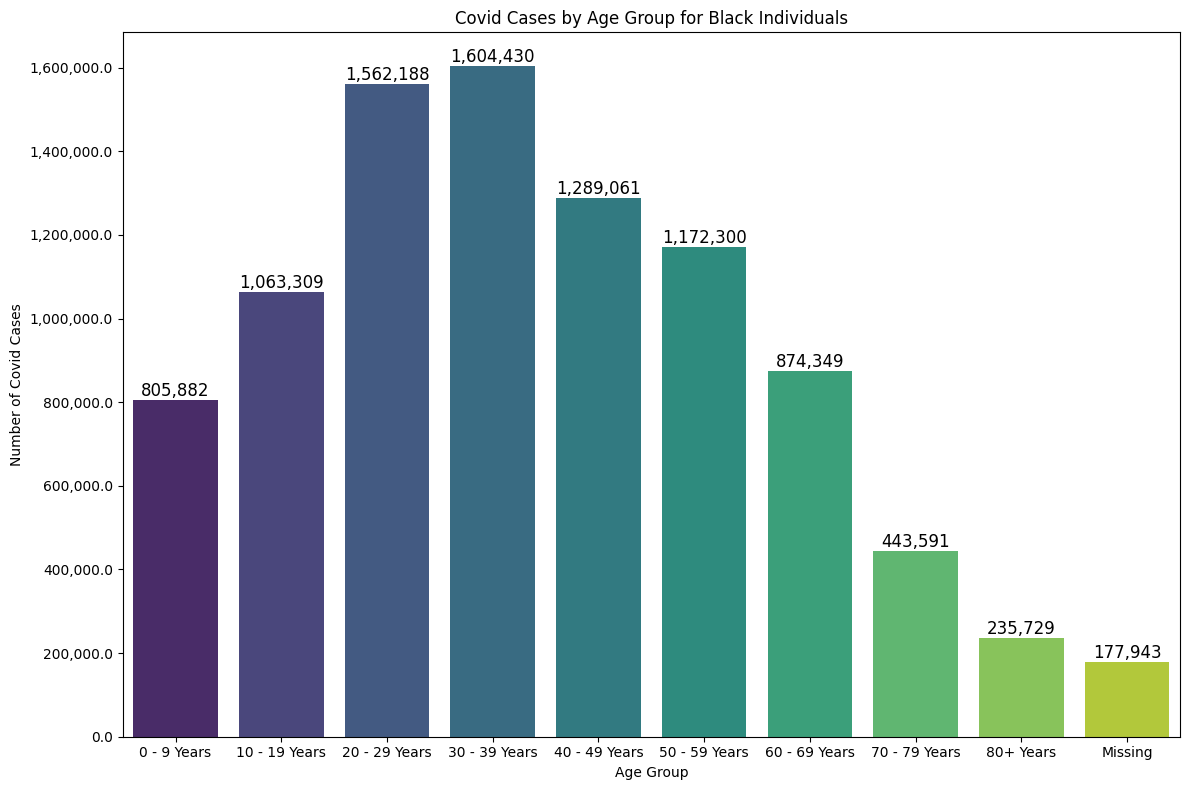 Covid Cases by Age Group for Black Individuals
1,600,000.0
1,400,000.0
1,200,000.0
1,000,000.0
800,000.0
600,000.0
400,000.0
200,000.0
0.0
Number of Covid Cases
805,882
1,063,309
1,562,188
1,604,430
1,289,061
1,172,300
874,349
443,591
235,729
177,943
0 - 9 Years
10 - 19 Years
20 - 29 Years
30 - 39 Years
40 - 49 Years
50 - 59 Years
60 - 69 Years
70 - 79 Years
80+ Years
Missing
Age Group